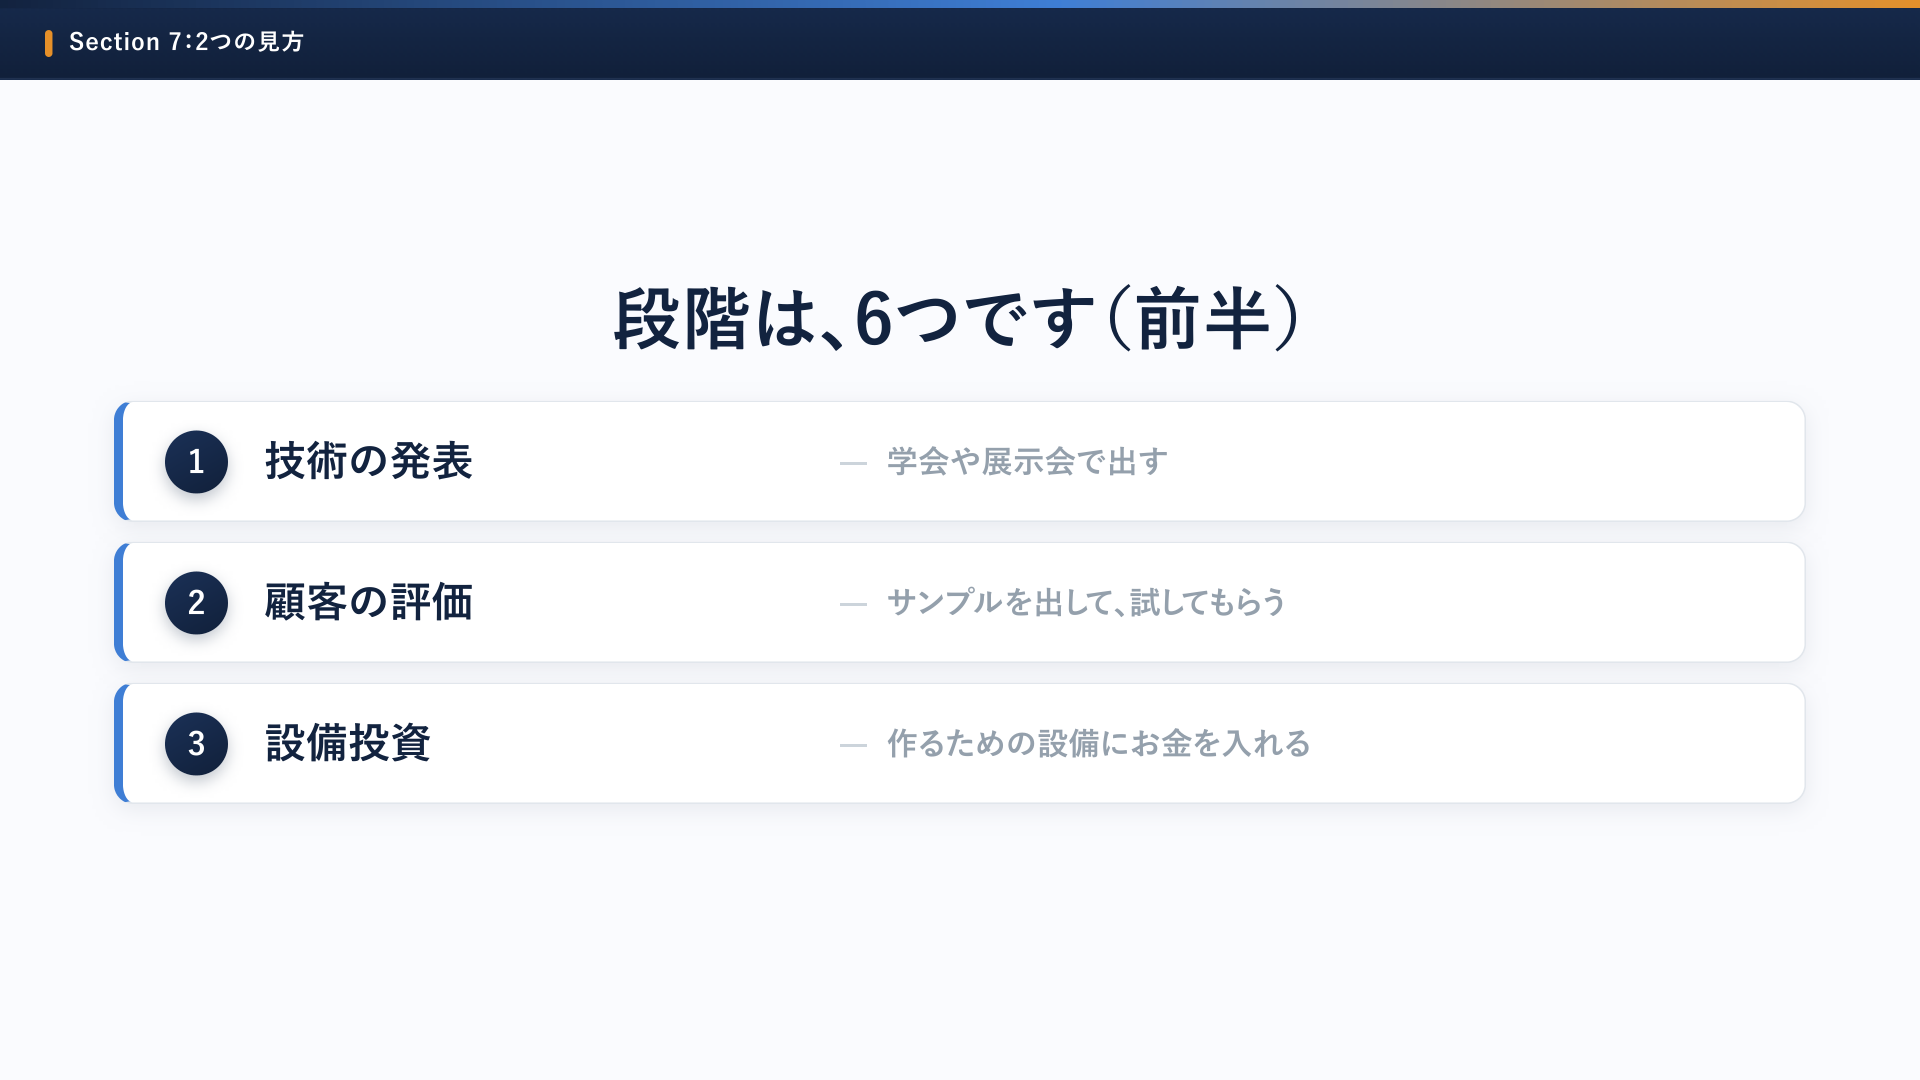 Section 7：2つの見方
段階は、6つです（前半）
1 技術の発表 — 学会や展示会で出す
2 顧客の評価 — サンプルを出して、試してもらう
3 設備投資 — 作るための設備にお金を入れる